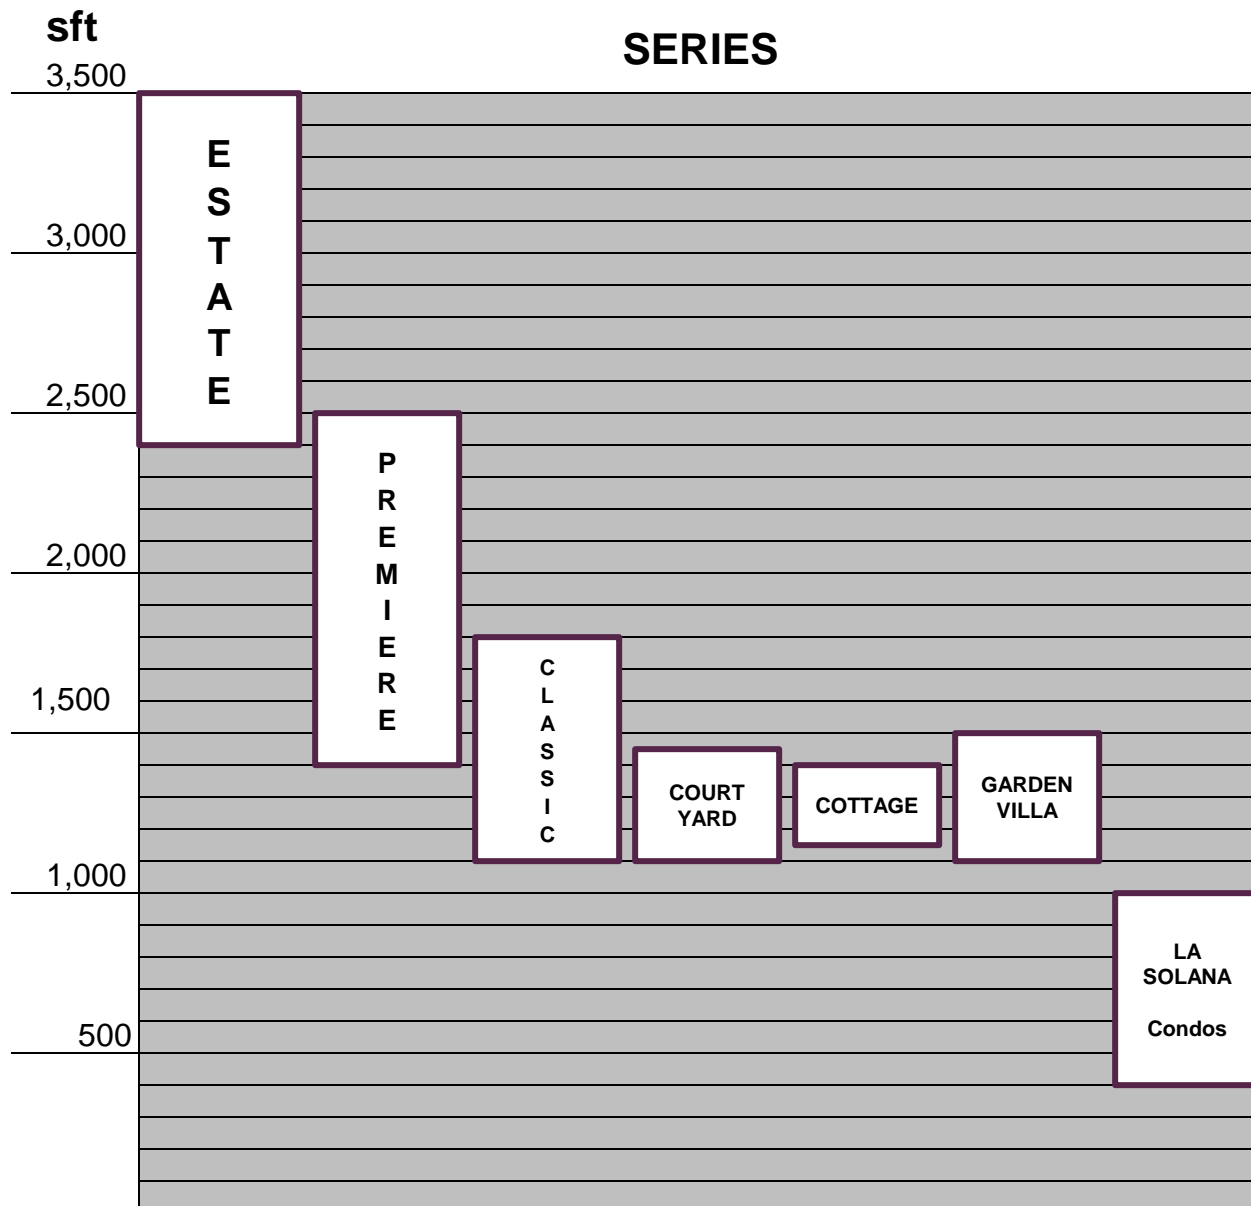 sft
SERIES
3,500
3,000
2,500
2,000
1,500
1,000
500
E
S
T
A
T
E
P
R
E
M
I
E
R
E
C
L
A
S
S
I
C
COURT
YARD
COTTAGE
GARDEN
VILLA
LA
SOLANA
Condos